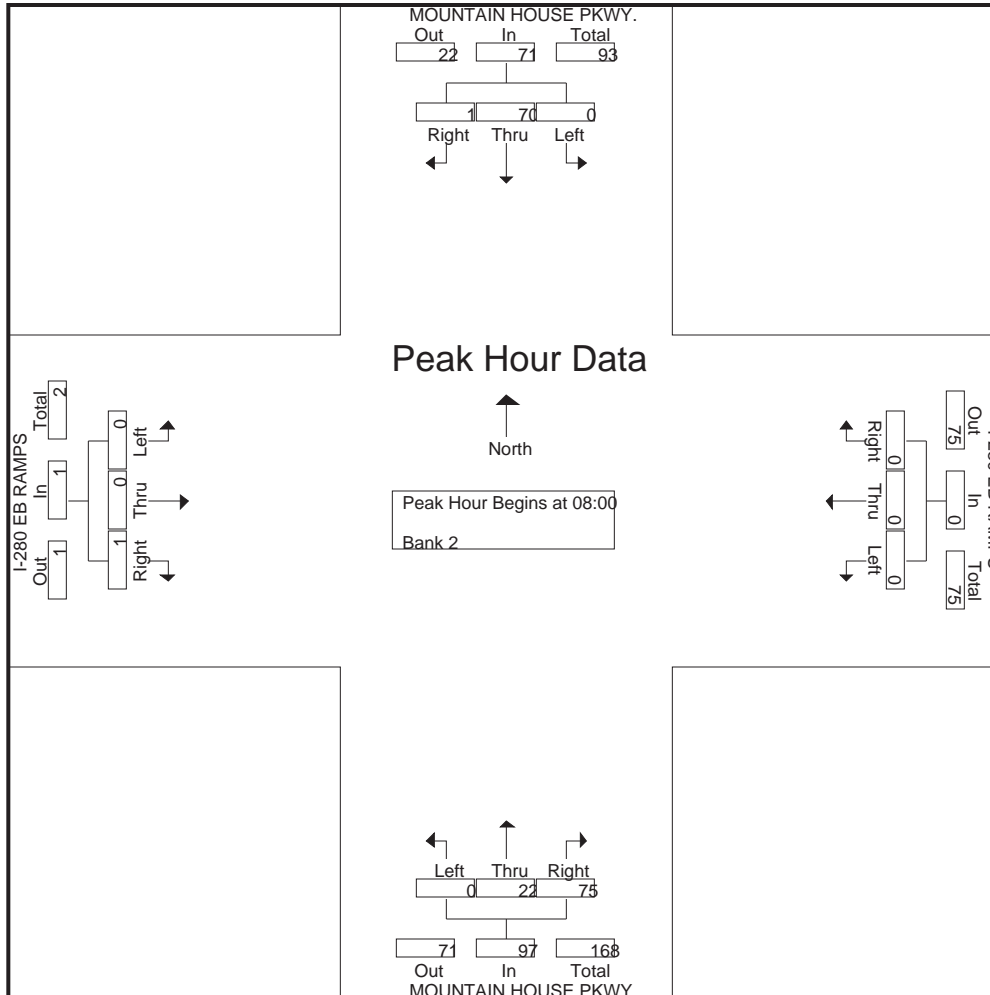 MOUNTAIN HOUSE PKWY.
Out In Total
22 71 93
1 70 0
Right Thru Left
Peak Hour Data
North
Peak Hour Begins at 08:00
Bank 2
I-280 EB RAMPS
Out In Total
1 1 2
0 0 1
Left Thru Right
Right Thru Left
0 0 0
Out In Total
75 0 75
Left Thru Right
0 22 75
71 97 168
Out In Total
MOUNTAIN HOUSE PKWY